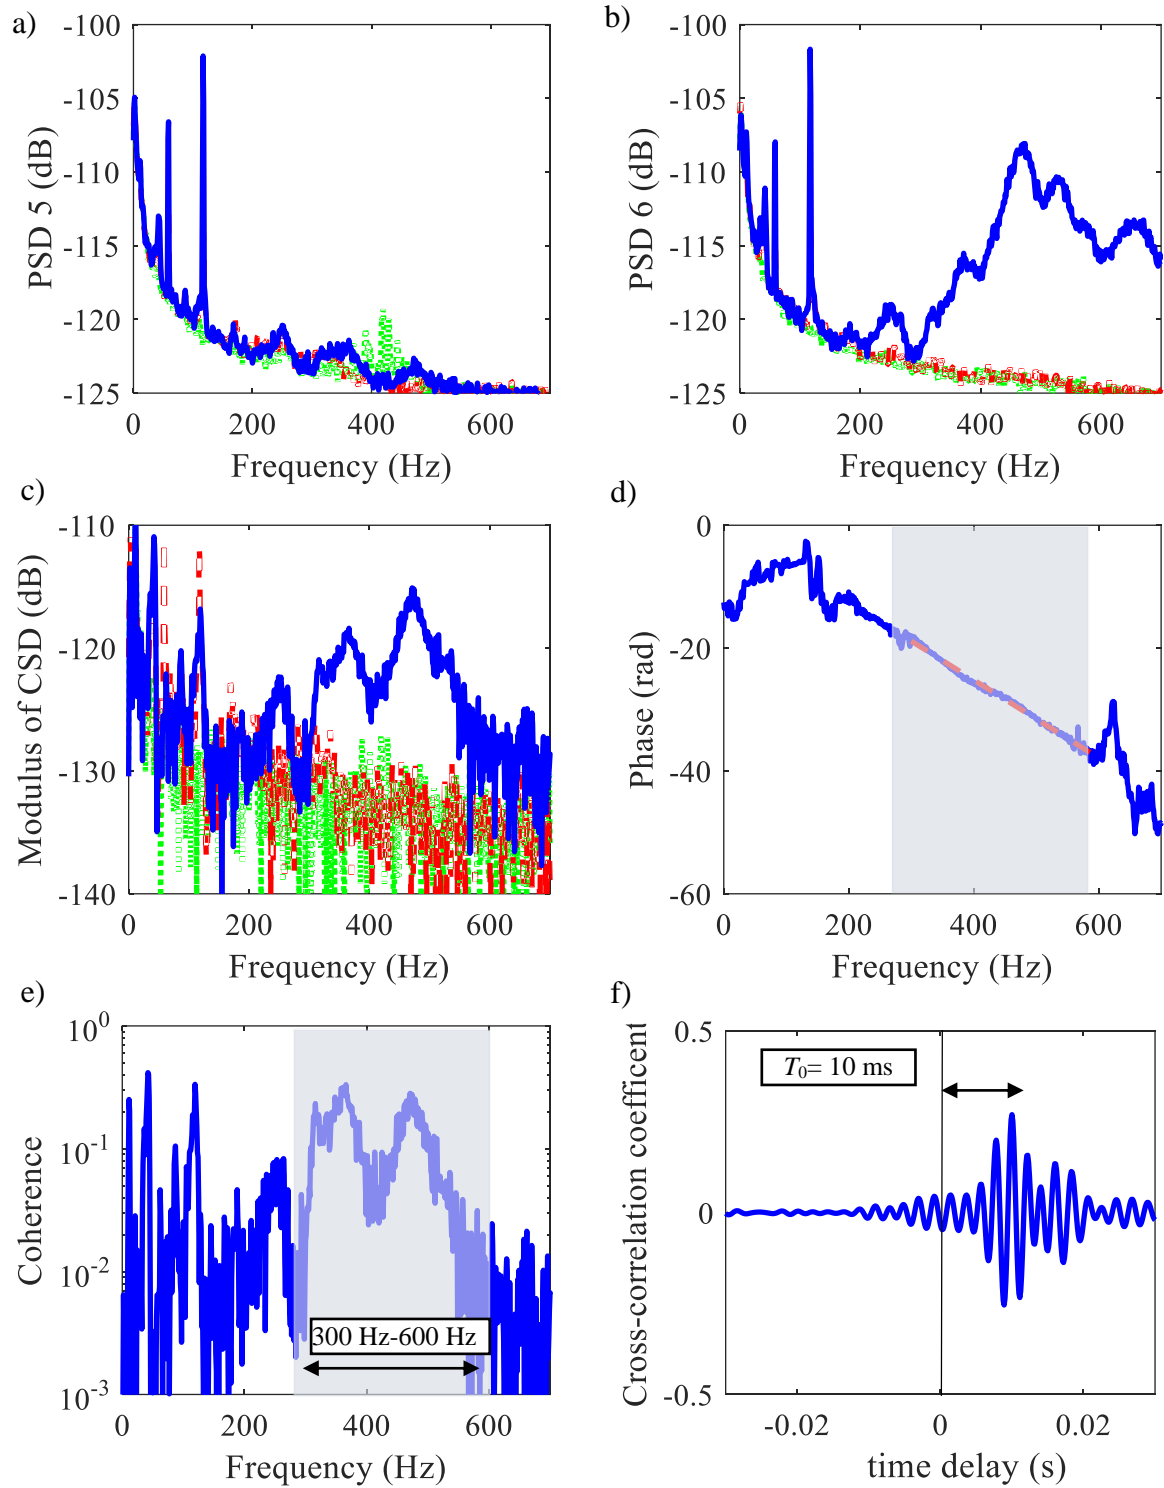 a)
-100
-105
-110
-115
-120
-125
PSD 5 (dB)
0
200
400
600
Frequency (Hz)
b)
-100
-105
-110
-115
-120
-125
PSD 6 (dB)
0
200
400
600
Frequency (Hz)
c)
-110
-120
-130
-140
Modulus of CSD (dB)
0
200
400
600
Frequency (Hz)
d)
0
-20
-40
-60
Phase (rad)
0
200
400
600
Frequency (Hz)
e)
10^0
10^-1
10^-2
10^-3
Coherence
300 Hz-600 Hz
0
200
400
600
Frequency (Hz)
f)
0.5
0
-0.5
Cross-correlation coefficent
T0= 10 ms
-0.02
0
0.02
time delay (s)